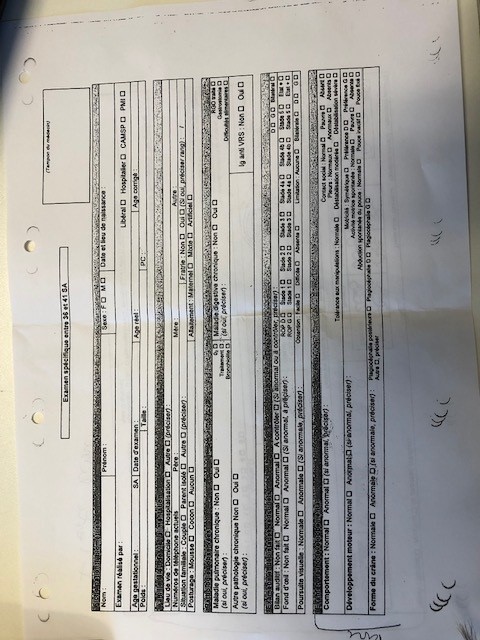 (Tampon du médecin)
Examen spécifique entre 36 et 41 SA
Nom : Prénom : Sexe : F □ M □ Date et lieu de naissance :
Examen réalisé par : Libéral □ Hospitalier □ CAMSP □ PMI □
Age gestationnel : SA Date d'examen : Age réel : Age corrigé :
Poids : Taille : PC :
Lieu de vie : Domicile □ Hospitalisation □ Autre □ (préciser) :
Numéros de téléphone actuels Père : Mère : Autre :
Situation familiale : Couple □ Parent isolé □ Autre □ (préciser) : Fratrie : Non □ Oui □ (Si oui, préciser rang) : /
Posturage : Mousse □ Cocon □ Aucun □ Allaitement : Maternel □ Mixte □ Artificiel □
Maladie pulmonaire chronique : Non □ Oui □ O₂ □ Maladie digestive chronique : Non □ Oui □ RGO traité □
(si oui, préciser) : Traitement □ (si oui, préciser) : Gastrostomie □
Bronchiolite □ Difficultés alimentaires □
Autre pathologie chronique Non □ Oui □ Ig anti VRS : Non □ Oui □
(si oui, préciser) :
Bilan auditif : Non fait □ Normal □ Anormal □ A contrôler □ (Si anormal ou à contrôler, préciser) : D □ G □ Bilatéral □
Fond d'œil : Non fait □ Normal □ Anormal □ (Si anormal, à préciser) : ROP D □ Stade 1 □ Stade 2 □ Stade 3 □ Stade 4a □ Stade 4b □ Stade 5 □ Etat + □
ROP G □ Stade 1 □ Stade 2 □ Stade 3 □ Stade 4a □ Stade 4b □ Stade 5 □ Etat + □
Poursuite visuelle : Normale □ Anormale □ (Si anormale, préciser) : Obtention : Facile □ Difficile □ Absente □ Limitation : Aucune □ Bilatérale □ D □ G □
Comportement : Normal □ Anormal □ (si anormal, préciser) : Contact social : Normal □ Pauvre □ Absent □
Pleurs : Normaux □ Anormaux □ Absents □
Tolérance aux manipulations : Normale □ Déstabilisation modérée □ Déstabilisation sévère □
Développement moteur : Normal □ Anormal □ (si anormal, préciser) : Motricité : Symétrique □ Préférence D □ Préférence G □
Activité motrice spontanée : Normale □ Pauvre □ Absente □
Abduction spontanée du pouce : Normale □ Pouce inactif □ Pouce fixé □
Forme du crâne : Normale □ Anormale □ (si anormale, préciser) : Plagiocéphalie postérieure □ Plagiocéphalie D □ Plagiocéphalie G □
Autre □, préciser